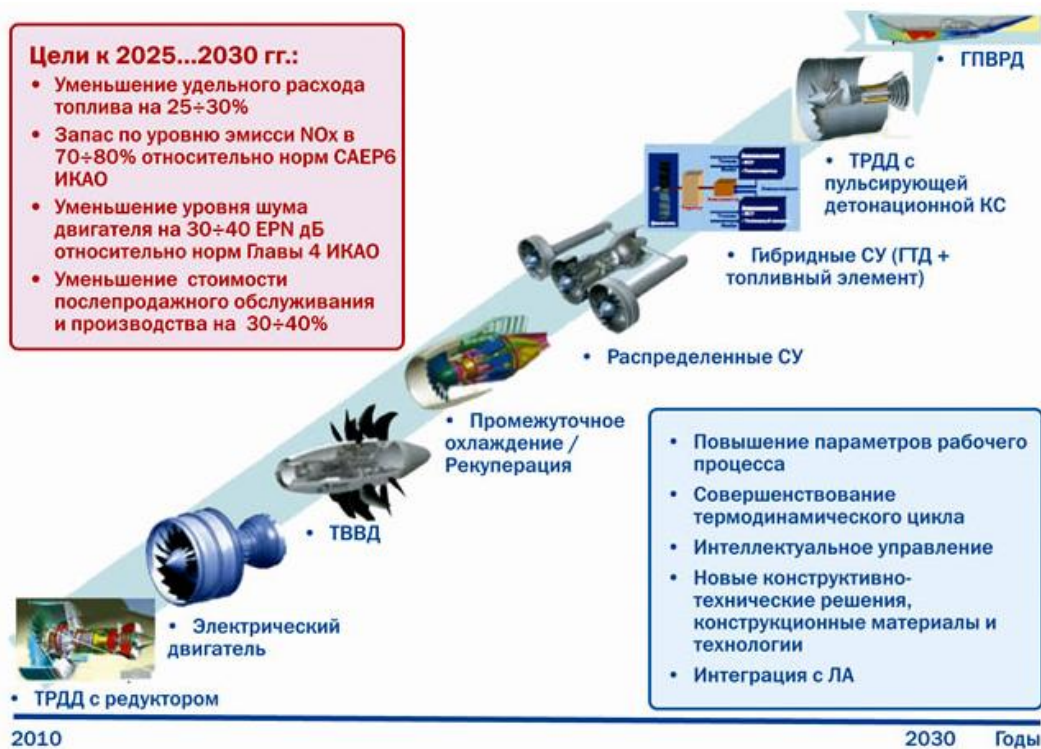 Цели к 2025...2030 гг.:
• Уменьшение удельного расхода
топлива на 25÷30%
• Запас по уровню эмисси NOx в
70÷80% относительно норм САЕР6
ИКАО
• Уменьшение уровня шума
двигателя на 30÷40 EPN дБ
относительно норм Главы 4 ИКАО
• Уменьшение стоимости
послепродажного обслуживания
и производства на 30÷40%
• ГПВРД
• ТРДД с
пульсирующей
детонационной КС
• Гибридные СУ (ГТД +
топливный элемент)
• Распределенные СУ
• Промежуточное
охлаждение /
Рекуперация
• ТВВД
• Электрический
двигатель
• ТРДД с редуктором
• Повышение параметров рабочего
процесса
• Совершенствование
термодинамического цикла
• Интеллектуальное управление
• Новые конструктивно-
технические решения,
конструкционные материалы и
технологии
• Интеграция с ЛА
2010
2030
Годы